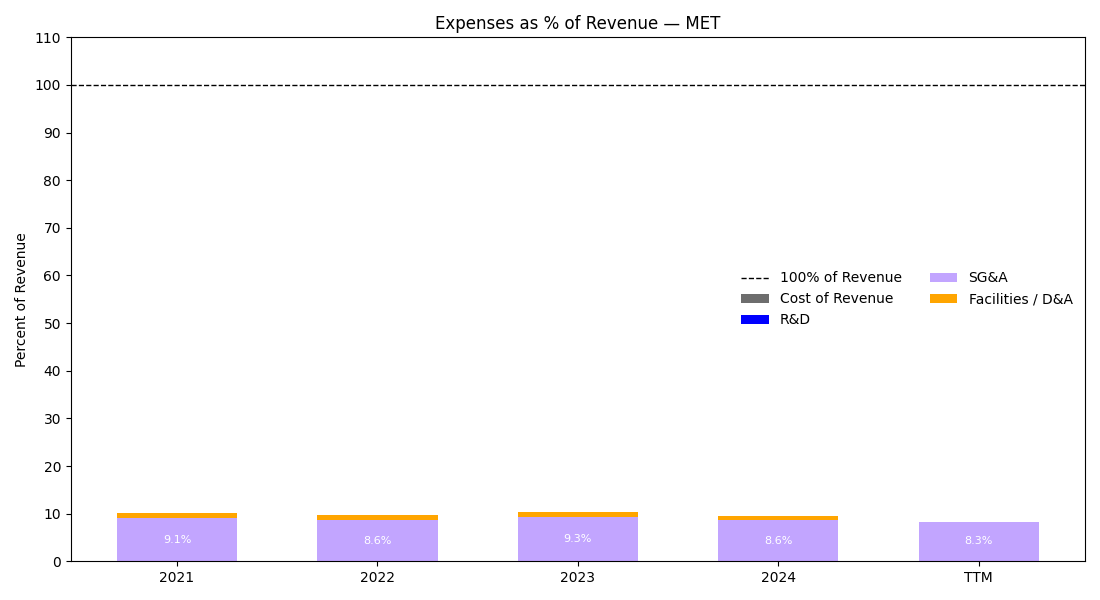 Expenses as % of Revenue — MET
Percent of Revenue
110
100
90
80
70
60
50
40
30
20
10
0
100% of Revenue
Cost of Revenue
R&D
SG&A
Facilities / D&A
9.1%
8.6%
9.3%
8.6%
8.3%
2021
2022
2023
2024
TTM